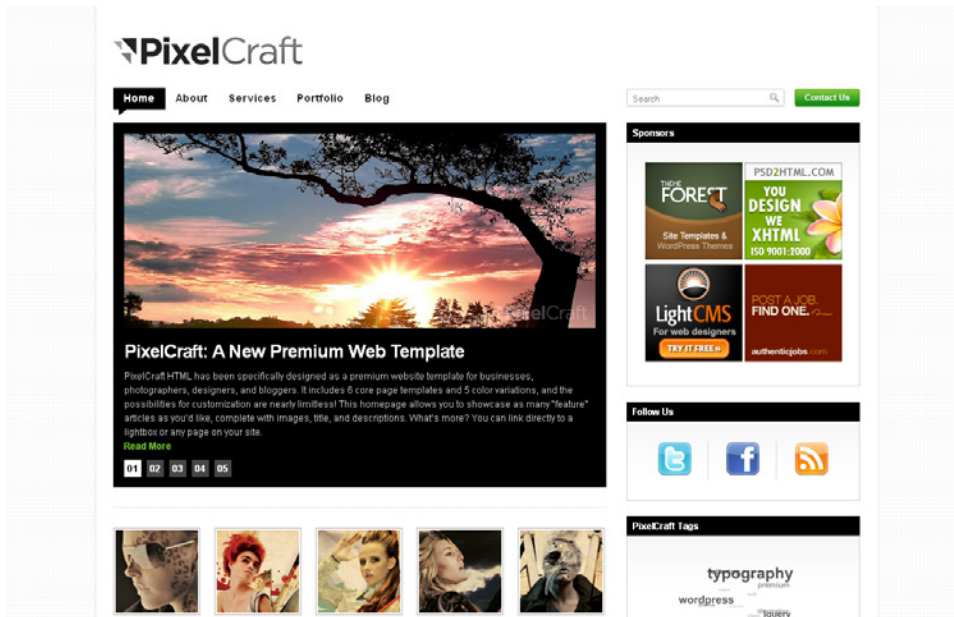 PixelCraft
Home About Services Portfolio Blog
Search
Contact Us
PixelCraft
PixelCraft: A New Premium Web Template
PixelCraft HTML has been specifically designed as a premium website template for businesses,
photographers, designers, and bloggers. It includes 6 core page templates and 5 color variations, and the
possibilities for customization are nearly limitless! This homepage allows you to showcase as many "feature"
articles as you'd like, complete with images, title, and descriptions. What's more? You can link directly to a
lightbox or any page on your site.
Read More
01 02 03 04 05
Sponsors
THEME
FOREST
Site Templates &
WordPress Themes
PSD2HTML.COM
YOU
DESIGN
WE
XHTML
ISO 9001:2000
LightCMS
For web designers
TRY IT FREE »
POST A JOB.
FIND ONE.
authenticjobs.com
Follow Us
PixelCraft Tags
typography
premium
wordpress
jquery